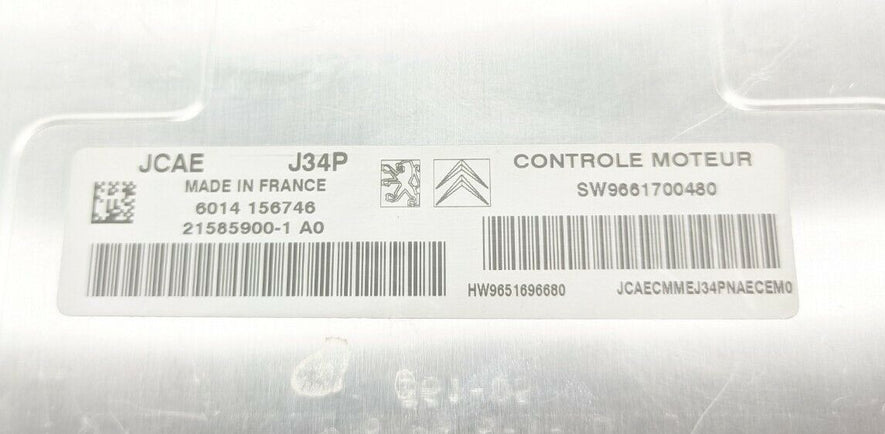 JCAE J34P
MADE IN FRANCE
6014 156746
21585900-1 A0
CONTROLE MOTEUR
SW9661700480
HW9651696680 JCAECMMEJ34PNAECEM0